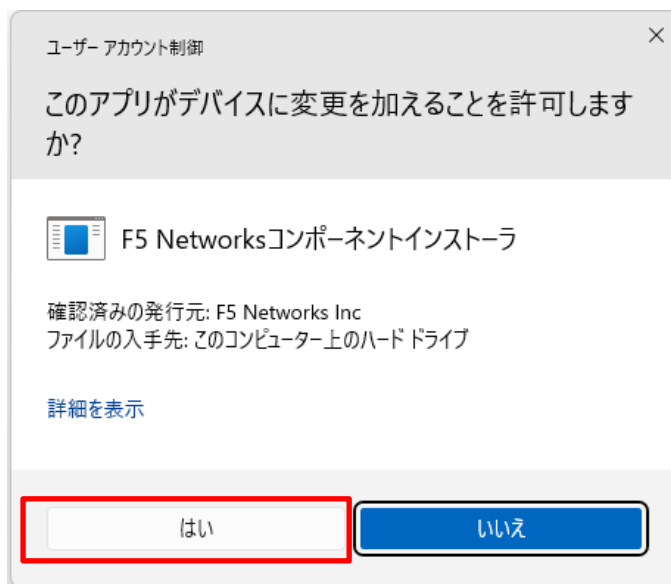 ユーザー アカウント制御
このアプリがデバイスに変更を加えることを許可します
か?
F5 Networksコンポーネントインストーラ
確認済みの発行元: F5 Networks Inc
ファイルの入手先: このコンピューター上のハード ドライブ
詳細を表示
はい
いいえ